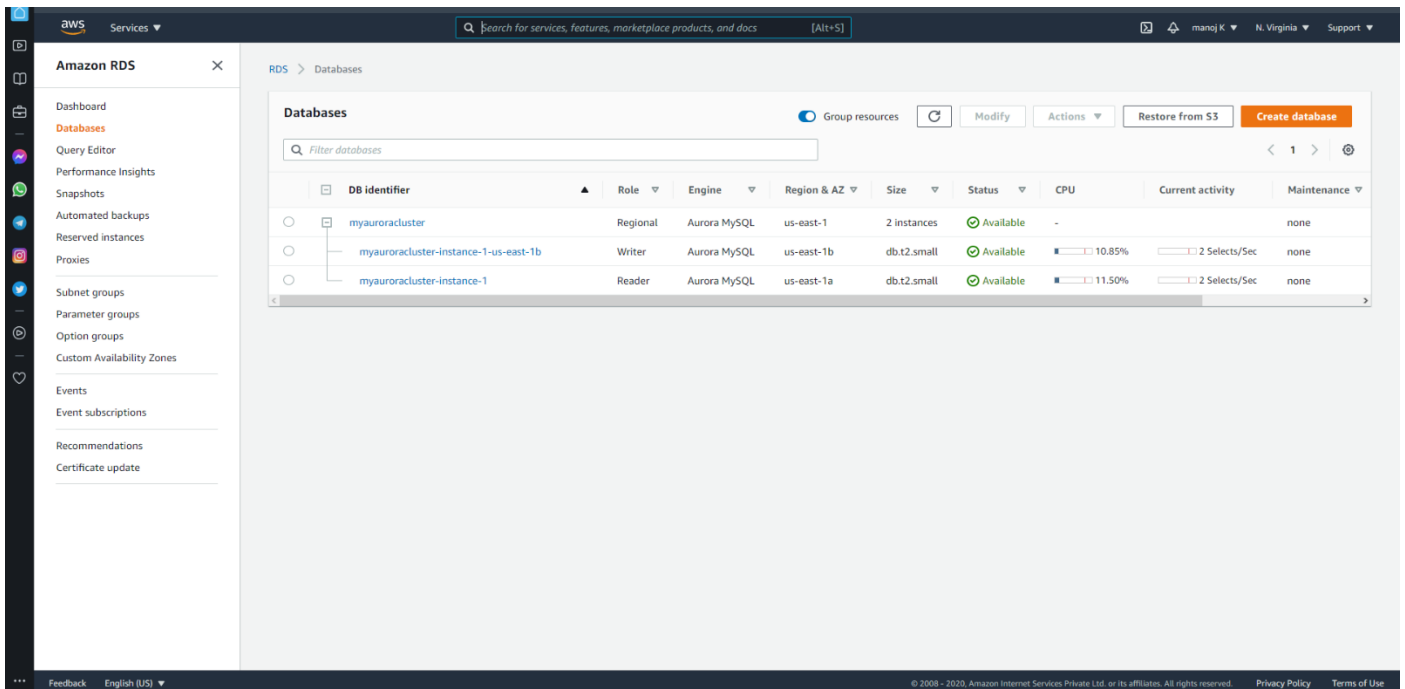 aws Services ▼ Search for services, features, marketplace products, and docs [Alt+S] manoj K ▼ N. Virginia ▼ Support ▼
Amazon RDS
Dashboard
Databases
Query Editor
Performance Insights
Snapshots
Automated backups
Reserved instances
Proxies
Subnet groups
Parameter groups
Option groups
Custom Availability Zones
Events
Event subscriptions
Recommendations
Certificate update
RDS > Databases
Databases Group resources Modify Actions ▼ Restore from S3 Create database
Filter databases < 1 >
DB identifier Role Engine Region & AZ Size Status CPU Current activity Maintenance
myauroracluster Regional Aurora MySQL us-east-1 2 instances Available - none
myauroracluster-instance-1-us-east-1b Writer Aurora MySQL us-east-1b db.t2.small Available 10.85% 2 Selects/Sec none
myauroracluster-instance-1 Reader Aurora MySQL us-east-1a db.t2.small Available 11.50% 2 Selects/Sec none
Feedback English (US) ▼ © 2008 - 2020, Amazon Internet Services Private Ltd. or its affiliates. All rights reserved. Privacy Policy Terms of Use